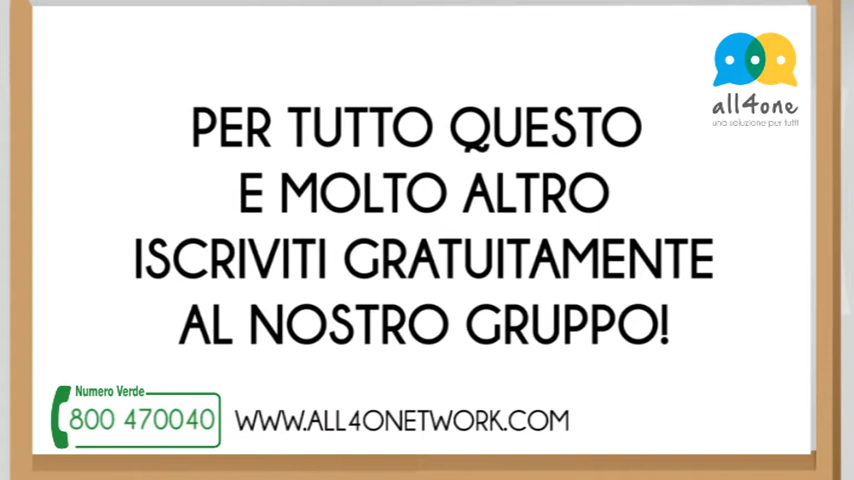 all4one
una soluzione per tutti
PER TUTTO QUESTO
E MOLTO ALTRO
ISCRIVITI GRATUITAMENTE
AL NOSTRO GRUPPO!
Numero Verde
800 470040
WWW.ALL4ONETWORK.COM